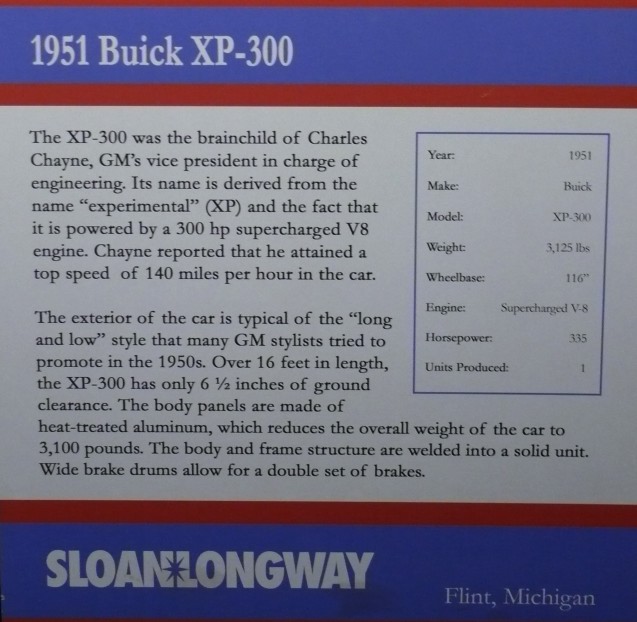 1951 Buick XP-300
The XP-300 was the brainchild of Charles
Chayne, GM's vice president in charge of
engineering. Its name is derived from the
name "experimental" (XP) and the fact that
it is powered by a 300 hp supercharged V8
engine. Chayne reported that he attained a
top speed of 140 miles per hour in the car.
The exterior of the car is typical of the "long
and low" style that many GM stylists tried to
promote in the 1950s. Over 16 feet in length,
the XP-300 has only 6 ½ inches of ground
clearance. The body panels are made of
heat-treated aluminum, which reduces the overall weight of the car to
3,100 pounds. The body and frame structure are welded into a solid unit.
Wide brake drums allow for a double set of brakes.
Year: 1951
Make: Buick
Model: XP-300
Weight: 3,125 lbs
Wheelbase: 116"
Engine: Supercharged V-8
Horsepower: 335
Units Produced: 1
SLOAN LONGWAY
Flint, Michigan